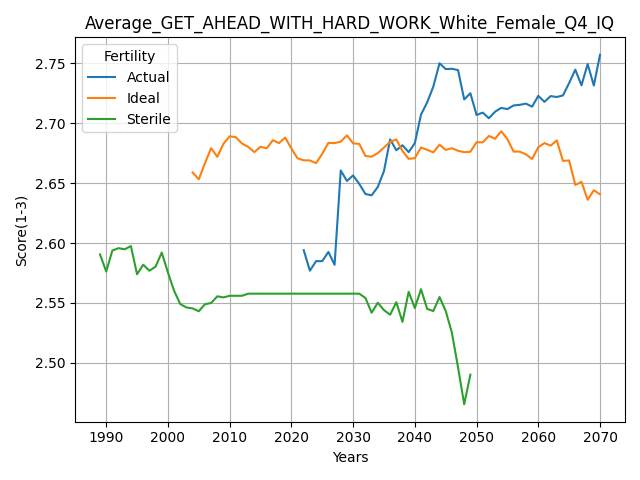 Average_GET_AHEAD_WITH_HARD_WORK_White_Female_Q4_IQ
Fertility
Actual
Ideal
Sterile
Score(1-3)
2.75
2.70
2.65
2.60
2.55
2.50
1990 2000 2010 2020 2030 2040 2050 2060 2070
Years